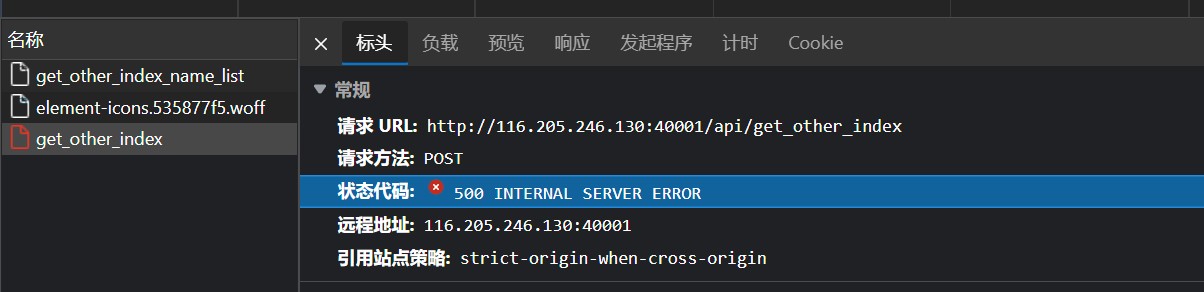 名称
get_other_index_name_list
element-icons.535877f5.woff
get_other_index
标头 负载 预览 响应 发起程序 计时 Cookie
常规
请求 URL: http://116.205.246.130:40001/api/get_other_index
请求方法: POST
状态代码: 500 INTERNAL SERVER ERROR
远程地址: 116.205.246.130:40001
引用站点策略: strict-origin-when-cross-origin